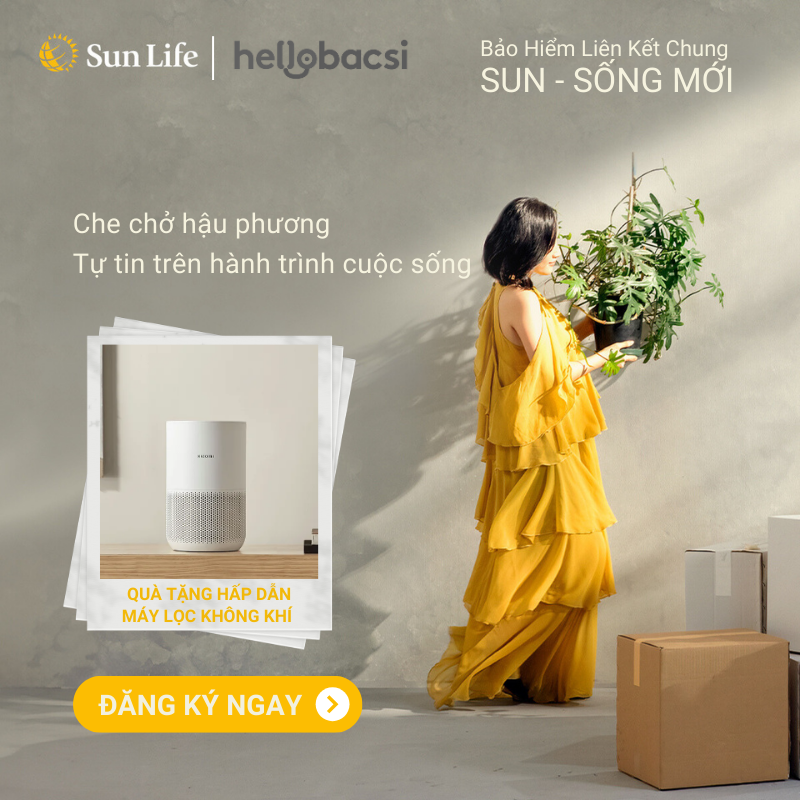 Sun Life
hellobacsi
Bảo Hiểm Liên Kết Chung
SUN - SỐNG MỚI
Che chở hậu phương
Tự tin trên hành trình cuộc sống
QUÀ TẶNG HẤP DẪN
MÁY LỌC KHÔNG KHÍ
ĐĂNG KÝ NGAY